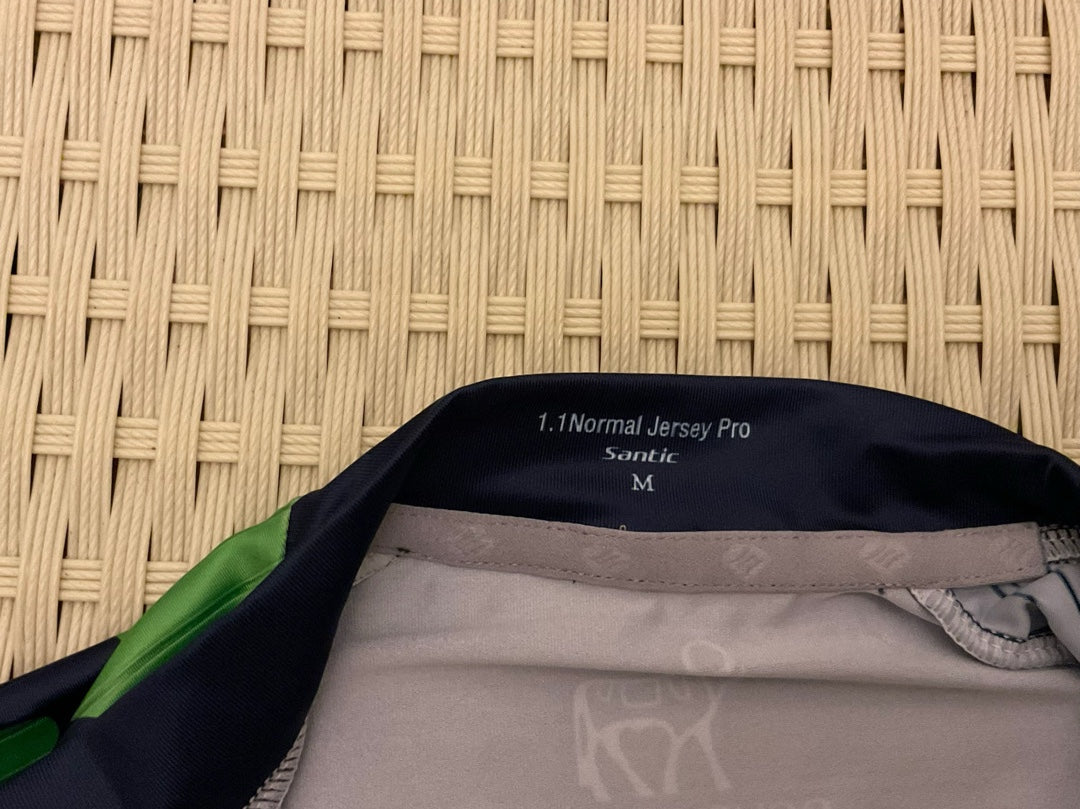 1.1Normal Jersey Pro
Santic
M